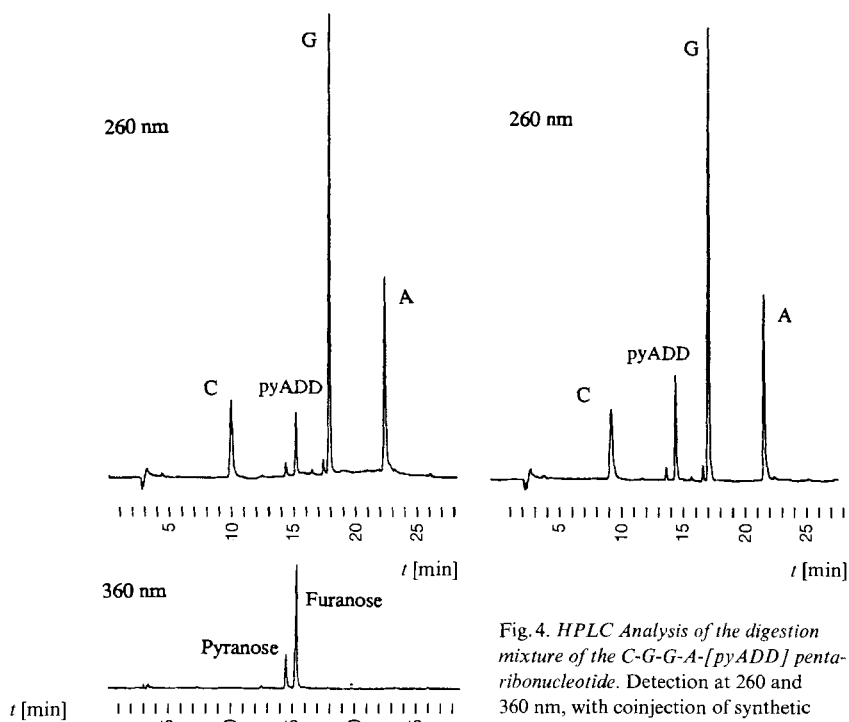 G
260 nm
A
C
pyADD
5
10
15
20
25
t [min]
G
260 nm
A
pyADD
C
5
10
15
20
25
t [min]
360 nm
Furanose
Pyranose
t [min]
Fig. 4. HPLC Analysis of the digestion
mixture of the C-G-G-A-[pyADD] penta-
ribonucleotide. Detection at 260 and
360 nm, with coinjection of synthetic